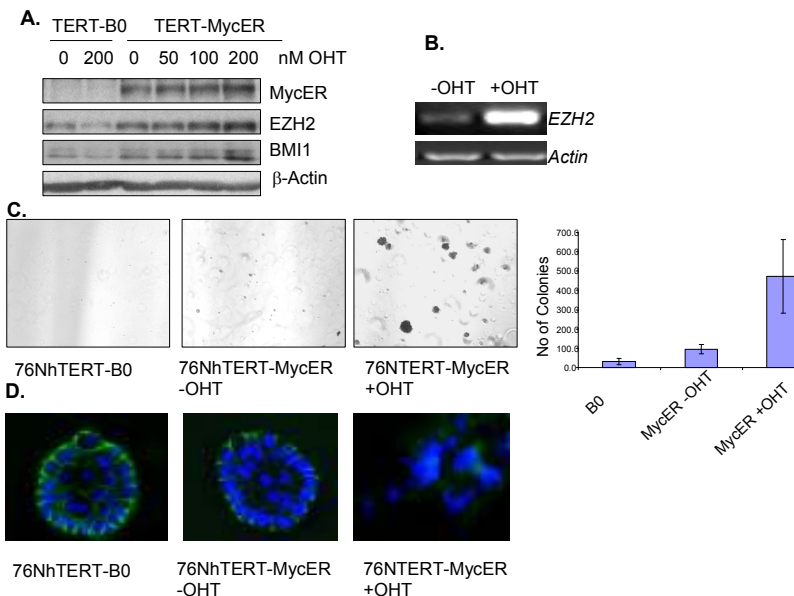 A.
TERT-B0 TERT-MycER
0 200 0 50 100 200 nM OHT
MycER
EZH2
BMI1
β-Actin
B.
-OHT +OHT
EZH2
Actin
C.
76NhTERT-B0
76NhTERT-MycER
-OHT
76NTERT-MycER
+OHT
No of Colonies
700.0
600.0
500.0
400.0
300.0
200.0
100.0
0.0
B0
MycER -OHT
MycER +OHT
D.
76NhTERT-B0
76NhTERT-MycER
-OHT
76NTERT-MycER
+OHT